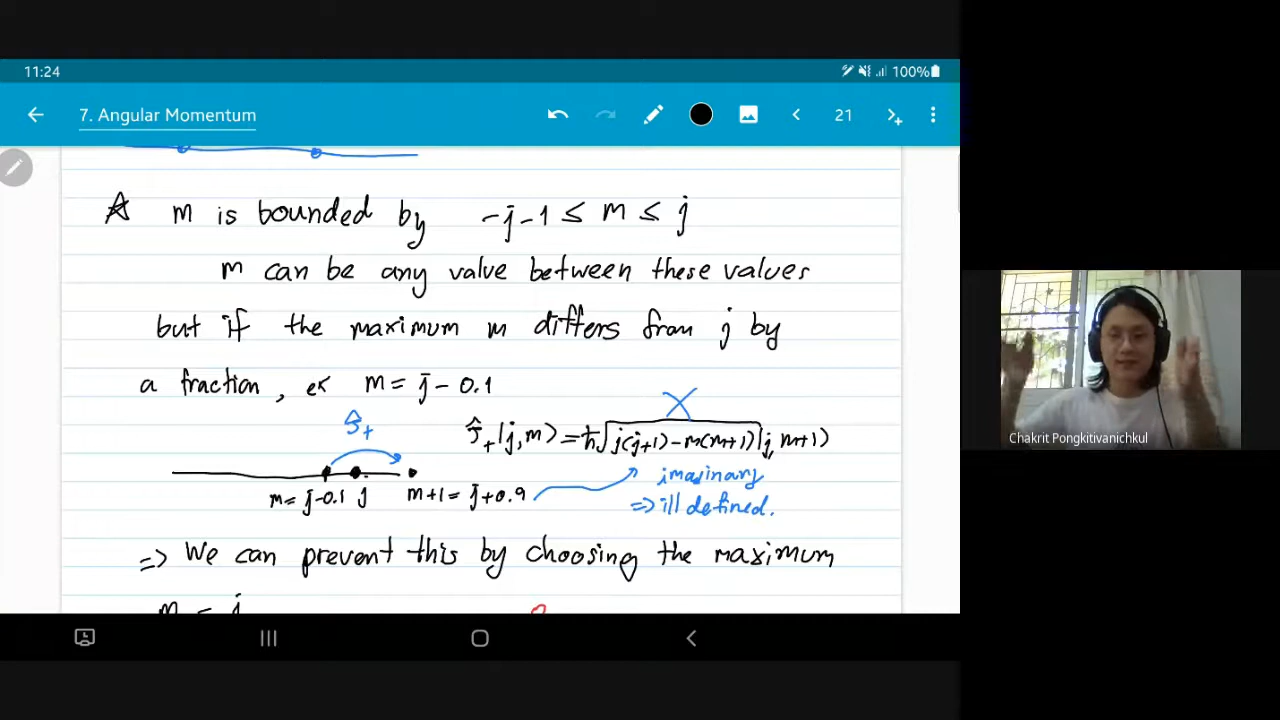 11:24
100%
7. Angular Momentum
21
☆ m is bounded by -j-1 ≤ m ≤ j
m can be any value between these values
but if the maximum m differs from j by
a fraction, ex m = j - 0.1
Ĵ₊
Ĵ₊|j,m⟩ = ħ√j(j+1) - m(m+1) |j, m+1⟩
X
m = j-0.1 j m+1 = j+0.9
imaginary
⇒ ill defined.
⇒ We can prevent this by choosing the maximum
m = j
Chakrit Pongkitivanichkul